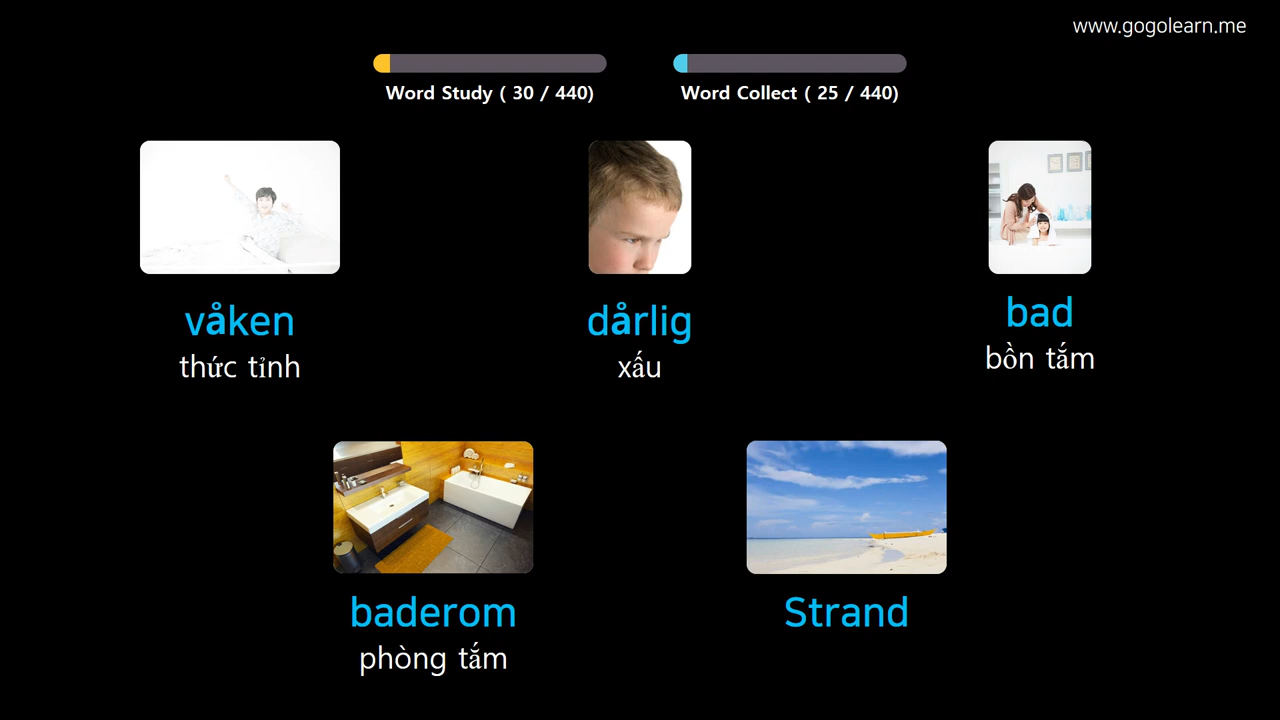 www.gogolearn.me
Word Study ( 30 / 440)
Word Collect ( 25 / 440)
våken
thức tỉnh
dårlig
xấu
bad
bồn tắm
baderom
phòng tắm
Strand